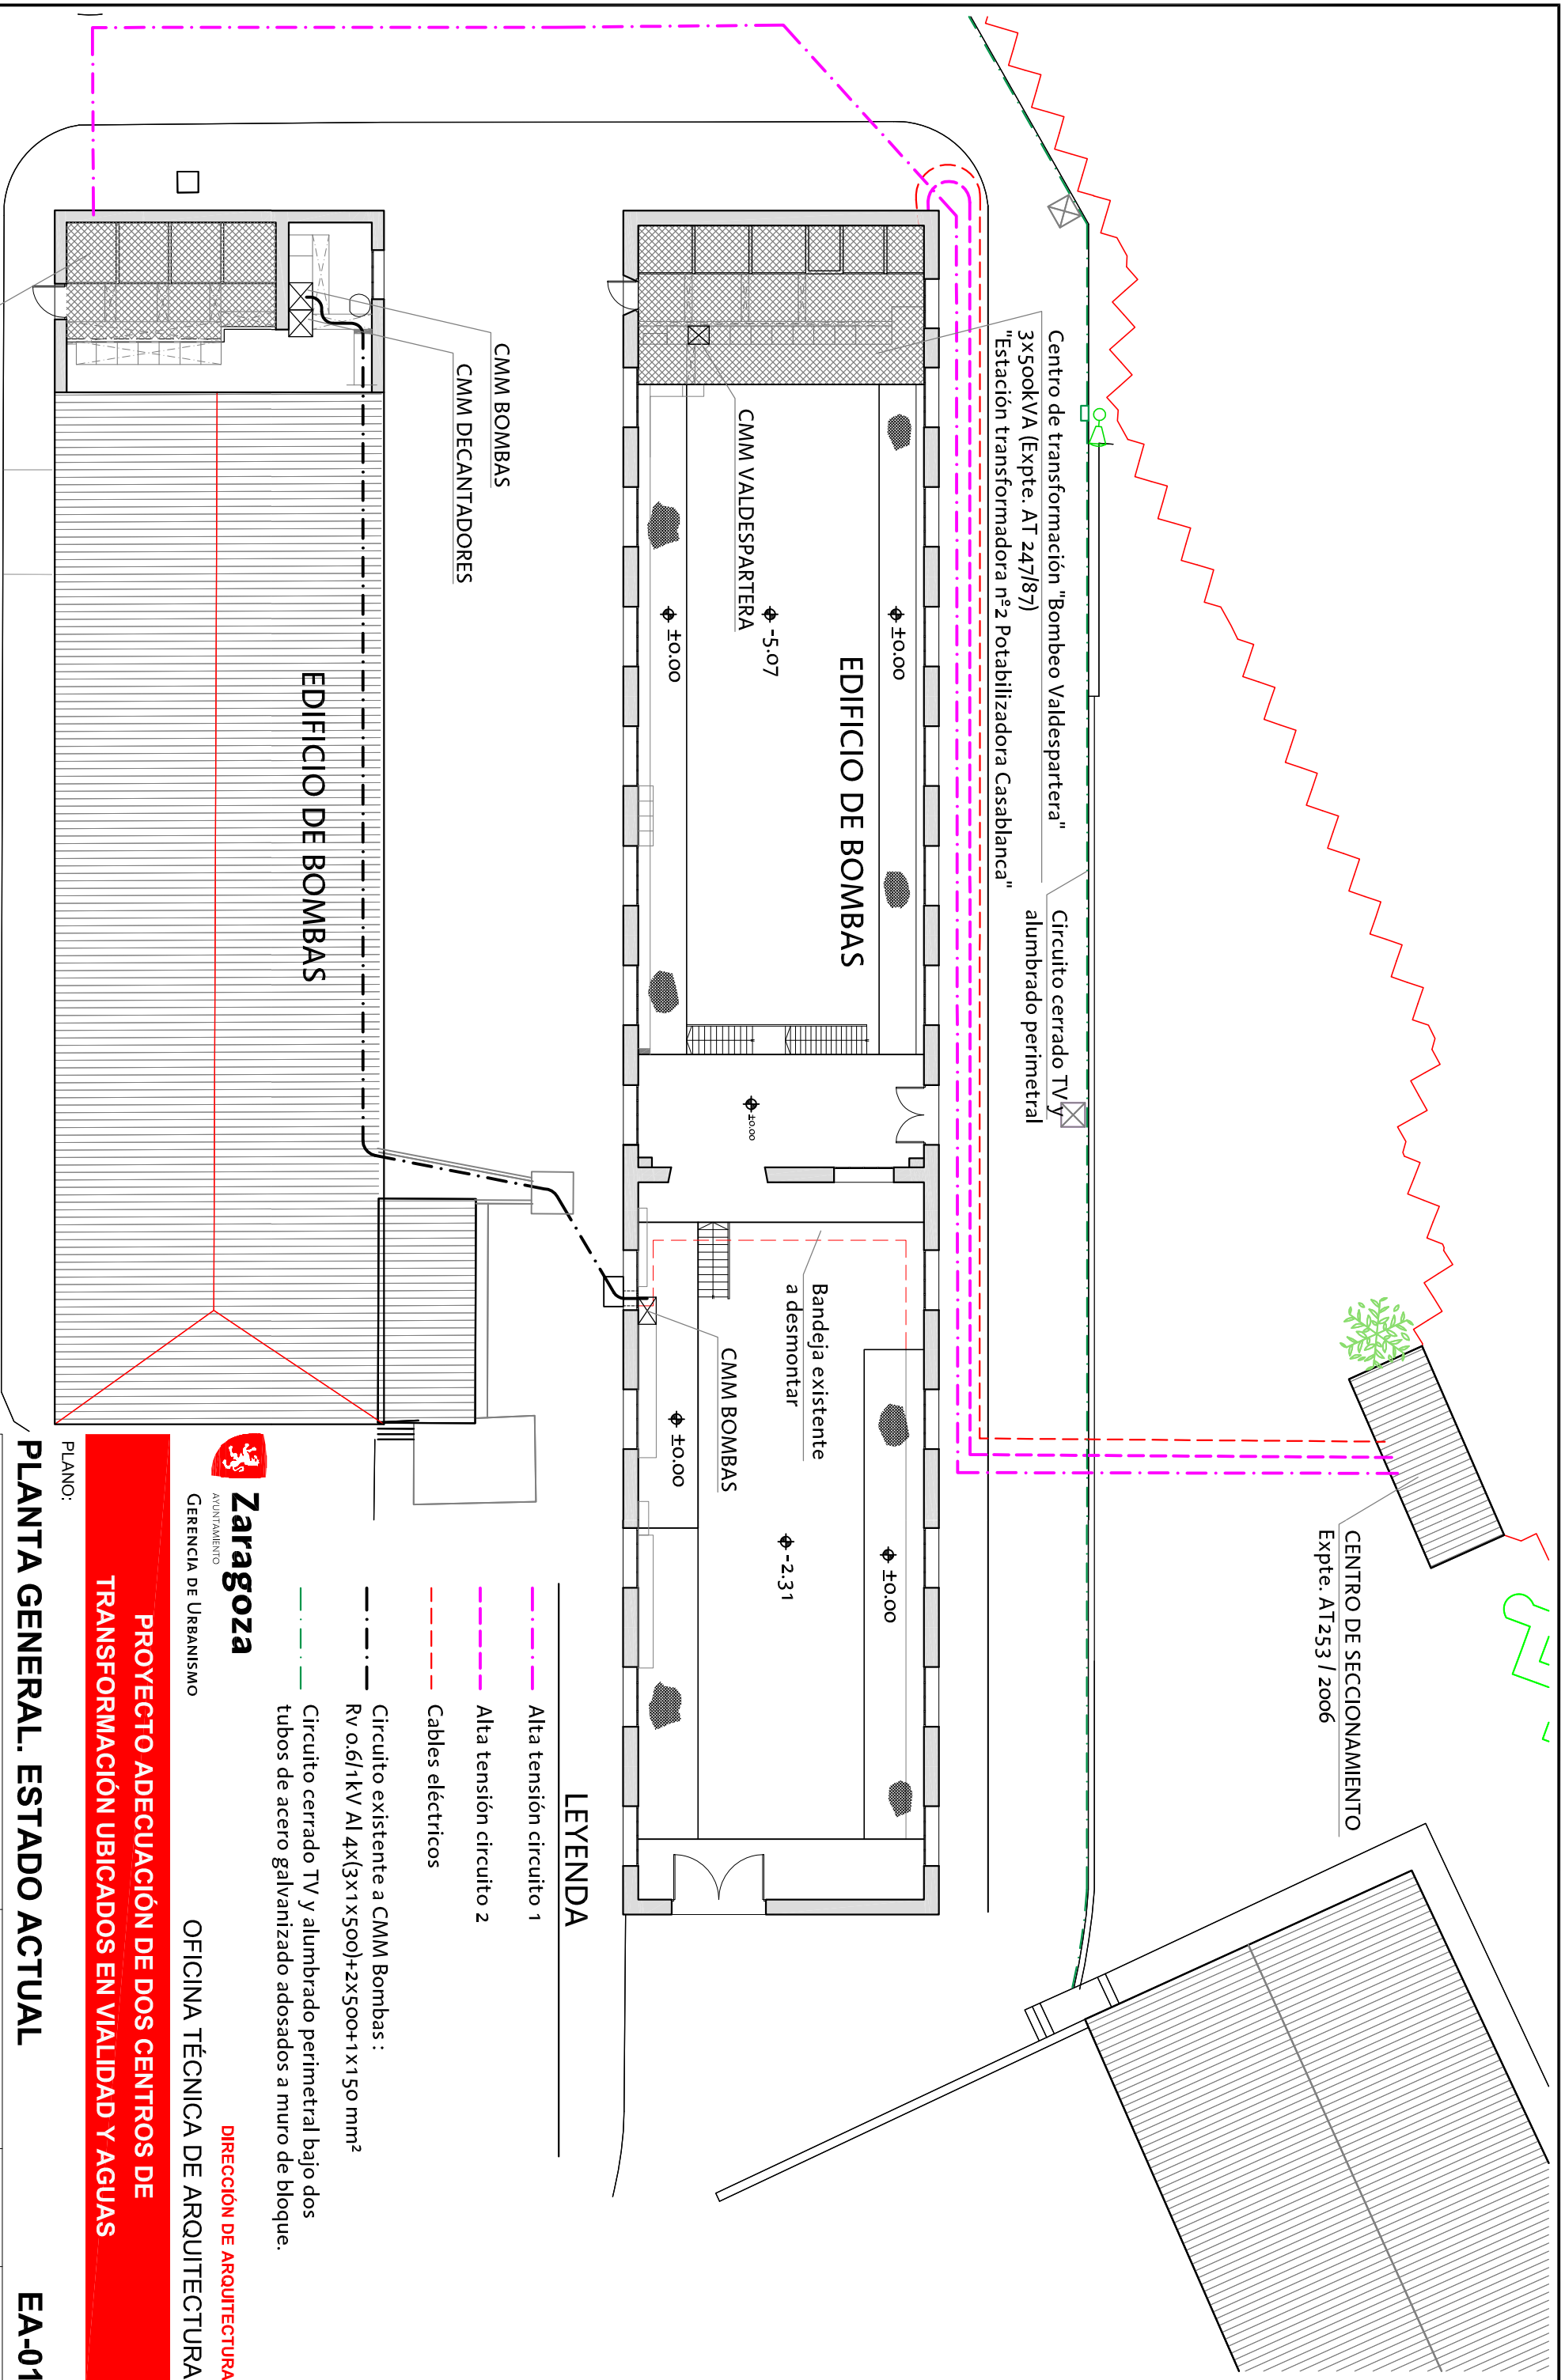 CENTRO DE SECCIONAMIENTO
Expte. AT253 / 2006
Centro de transformación "Bombeo Valdespartera"
3x500kVA (Expte. AT 247/87)
"Estación transformadora nº2 Potabilizadora Casablanca"
Circuito cerrado TV y
alumbrado perimetral
±0.00
±0.00
EDIFICIO DE BOMBAS
-5.07
CMM VALDESPARTERA
±0.00
±0.00
Bandeja existente
a desmontar
-2.31
CMM BOMBAS
±0.00
CMM BOMBAS
CMM DECANTADORES
EDIFICIO DE BOMBAS
LEYENDA
Alta tensión circuito 1
Alta tensión circuito 2
Cables eléctricos
Circuito existente a CMM Bombas :
Rv 0.6/1kV Al 4x(3x1x500)+2x500+1x150 mm²
Circuito cerrado TV y alumbrado perimetral bajo dos
tubos de acero galvanizado adosados a muro de bloque.
Zaragoza
AYUNTAMIENTO
GERENCIA DE URBANISMO
DIRECCIÓN DE ARQUITECTURA
OFICINA TÉCNICA DE ARQUITECTURA
PROYECTO ADECUACIÓN DE DOS CENTROS DE
TRANSFORMACIÓN UBICADOS EN VIALIDAD Y AGUAS
PLANO:
PLANTA GENERAL. ESTADO ACTUAL
EA-01